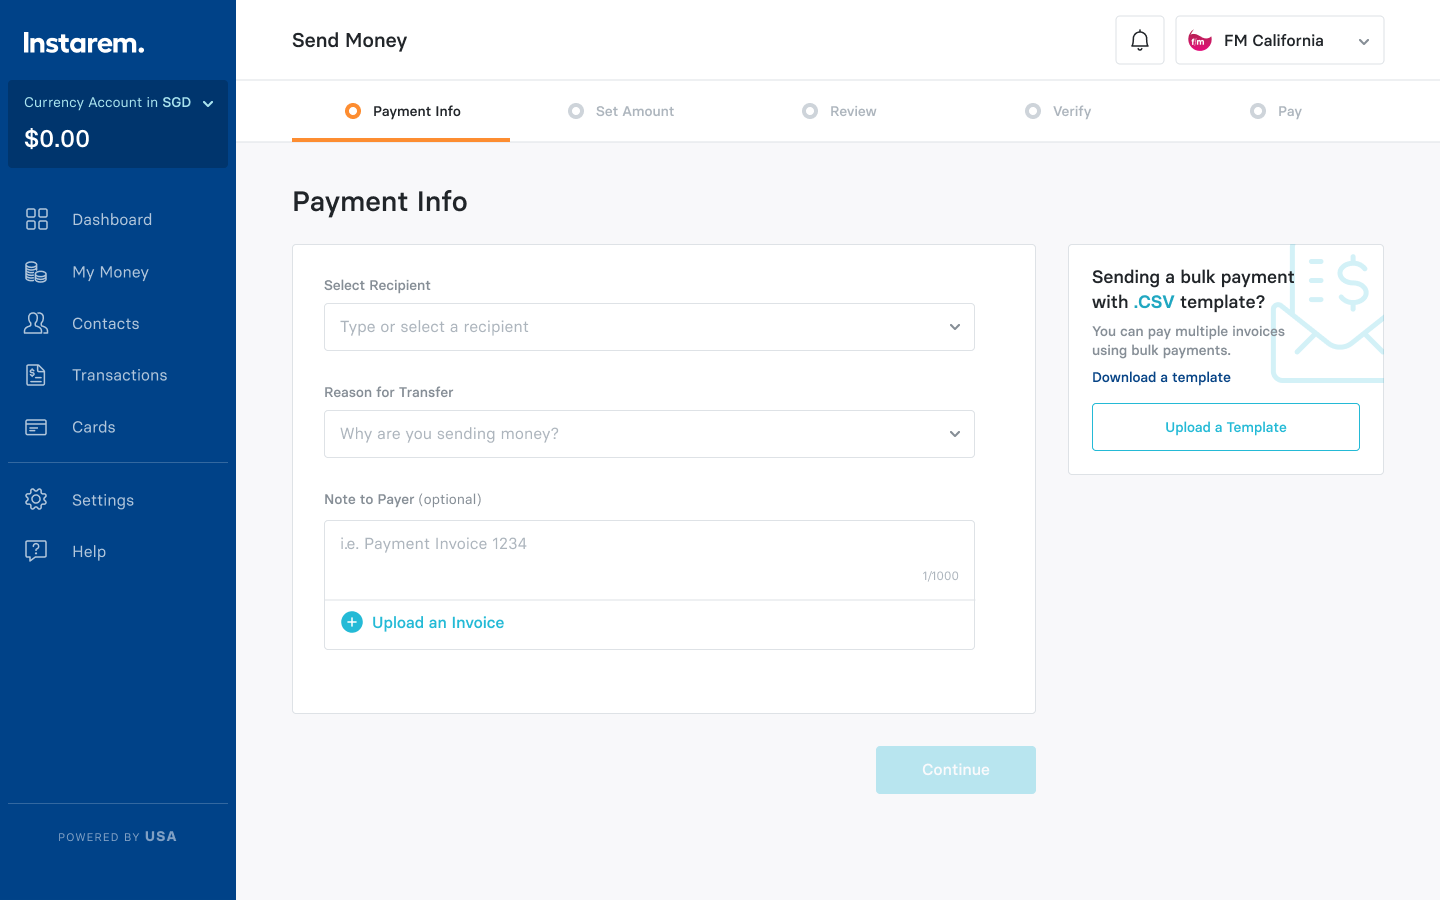 Instarem.
Currency Account in SGD
$0.00
Dashboard
My Money
Contacts
Transactions
Cards
Settings
Help
POWERED BY USA
Send Money
fm
FM California
Payment Info
Set Amount
Review
Verify
Pay
Payment Info
Select Recipient
Type or select a recipient
Reason for Transfer
Why are you sending money?
Note to Payer (optional)
i.e. Payment Invoice 1234
1/1000
Upload an Invoice
Continue
Sending a bulk payment
with .CSV template?
You can pay multiple invoices
using bulk payments.
Download a template
Upload a Template